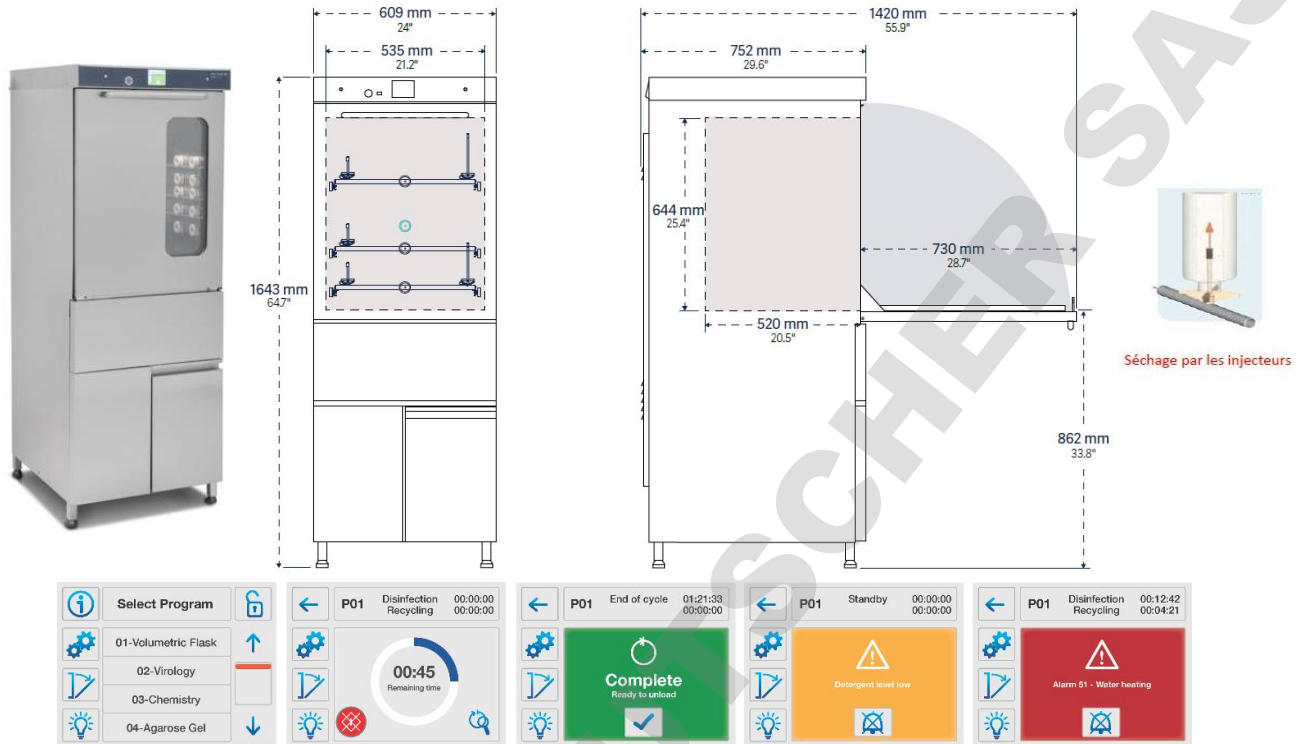 609 mm
24"
535 mm
21.2"
1643 mm
64.7"
1420 mm
55.9"
752 mm
29.6"
644 mm
25.4"
730 mm
28.7"
520 mm
20.5"
862 mm
33.8"
Séchage par les injecteurs
Select Program
01-Volumetric Flask
02-Virology
03-Chemistry
04-Agarose Gel
P01 Disinfection 00:00:00
Recycling 00:00:00
00:45
Remaining time
P01 End of cycle 01:21:33
00:00:00
Complete
Ready to unload
P01 Standby 00:00:00
00:00:00
Detergent level low
P01 Disinfection 00:12:42
Recycling 00:04:21
Alarm 51 - Water heating
TSCHER SAS